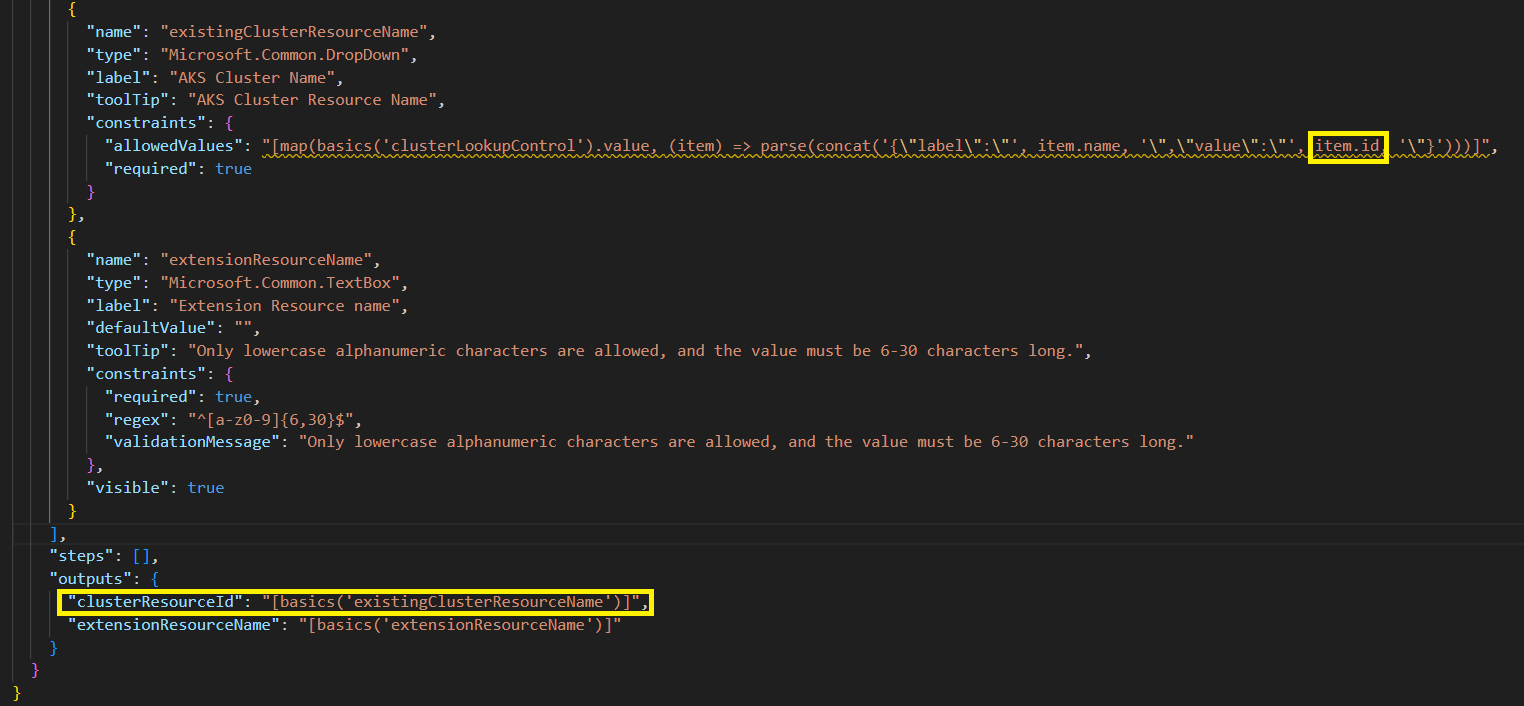 {
"name": "existingClusterResourceName",
"type": "Microsoft.Common.DropDown",
"label": "AKS Cluster Name",
"toolTip": "AKS Cluster Resource Name",
"constraints": {
"allowedValues": "[map(basics('clusterLookupControl').value, (item) => parse(concat('{\"label\":\"', item.name, '\",\"value\":\"', item.id, '\"}')))]",
"required": true
}
},
{
"name": "extensionResourceName",
"type": "Microsoft.Common.TextBox",
"label": "Extension Resource name",
"defaultValue": "",
"toolTip": "Only lowercase alphanumeric characters are allowed, and the value must be 6-30 characters long.",
"constraints": {
"required": true,
"regex": "^[a-z0-9]{6,30}$",
"validationMessage": "Only lowercase alphanumeric characters are allowed, and the value must be 6-30 characters long."
},
"visible": true
}
],
"steps": [],
"outputs": {
"clusterResourceId": "[basics('existingClusterResourceName')]",
"extensionResourceName": "[basics('extensionResourceName')]"
}
}
}